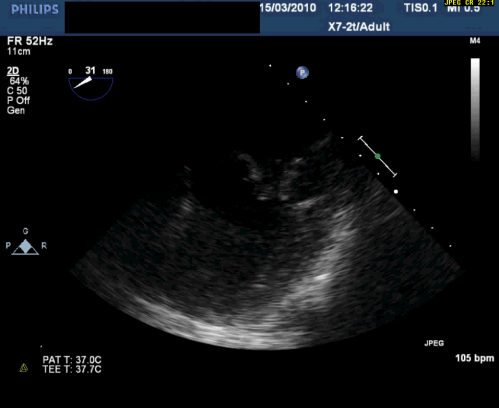 JPEG CR 22:1
PHILIPS 15/03/2010 12:16:22 TIS0.1 MI 0.5
X7-2t/Adult
FR 52Hz
11cm
M4
2D
64%
C 50
P Off
Gen
0 31 180
P
G
P R
JPEG
PAT T: 37.0C
TEE T: 37.7C
105 bpm